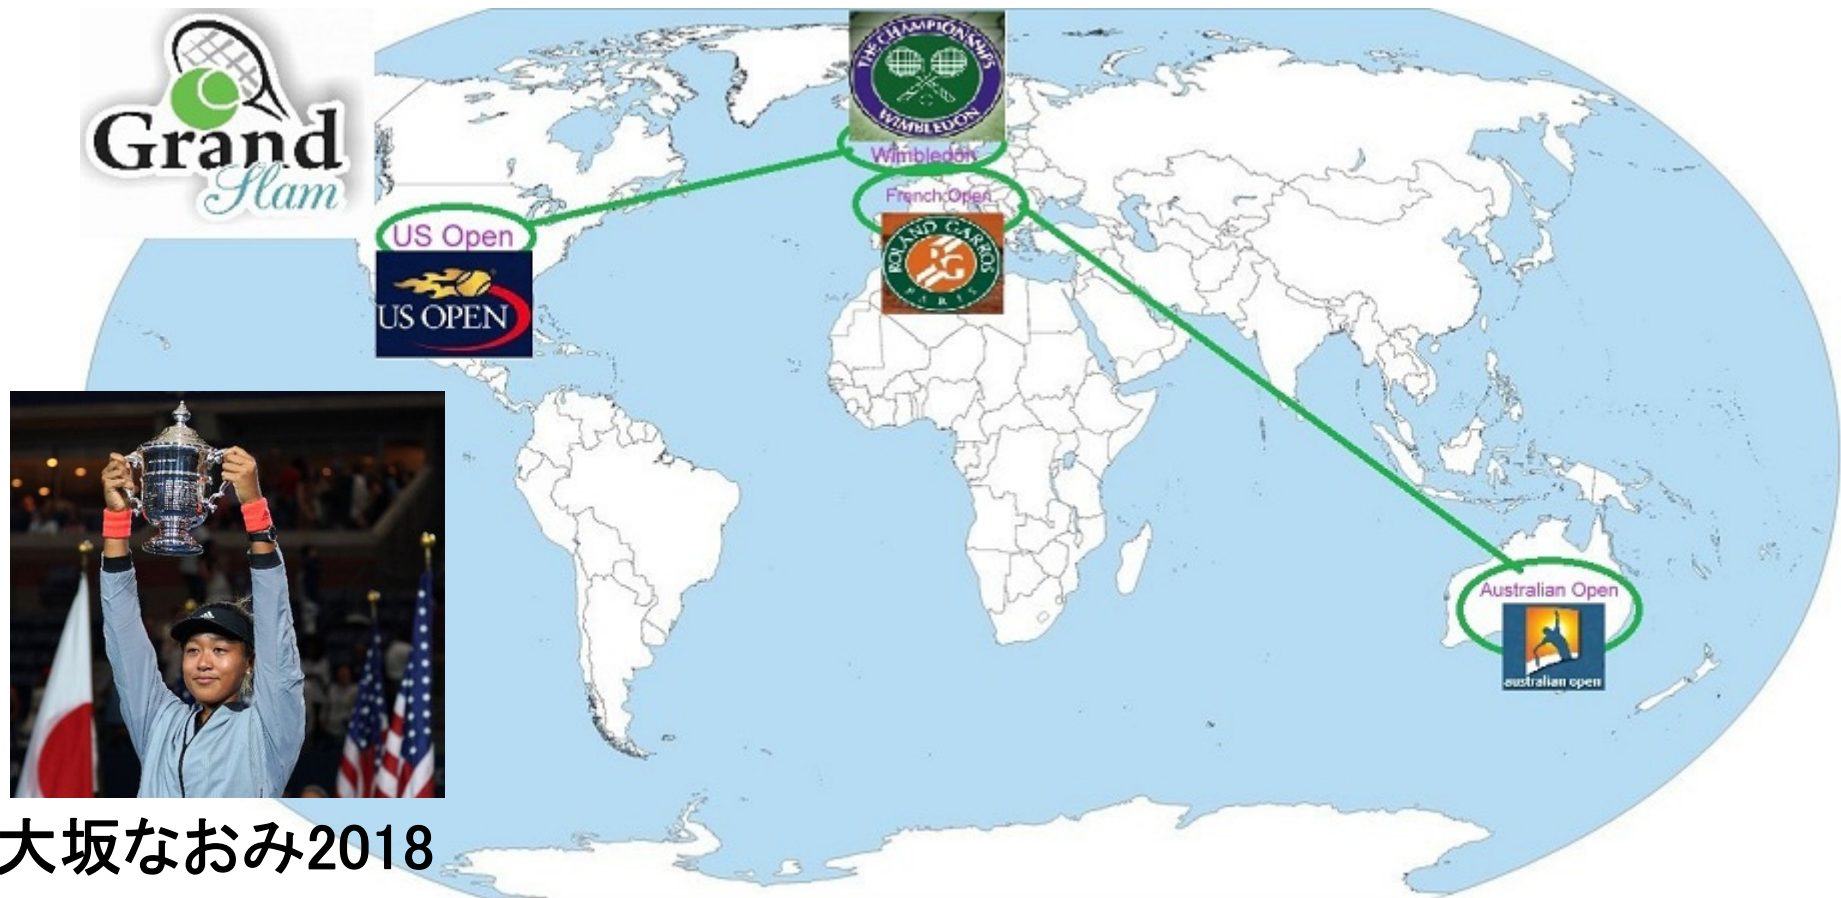 Grand
Slam
THE CHAMPIONSHIPS
WIMBLEDON
Wimbledon
French Open
ROLAND GARROS
RG
PARIS
US Open
US OPEN
Australian Open
australian open
大坂なおみ2018